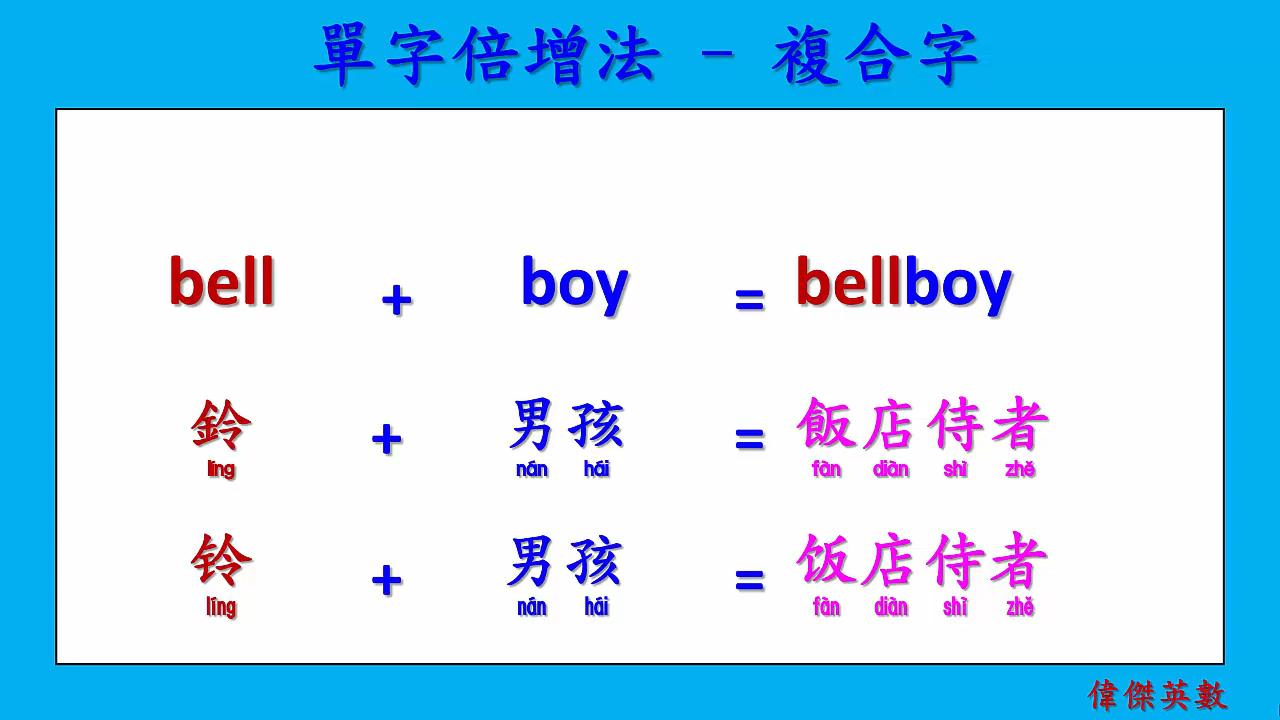 單字倍增法 - 複合字
bell + boy = bellboy
鈴 + 男孩 = 飯店侍者
líng nán hái fàn diàn shì zhě
铃 + 男孩 = 饭店侍者
líng nán hái fàn diàn shì zhě
偉傑英數